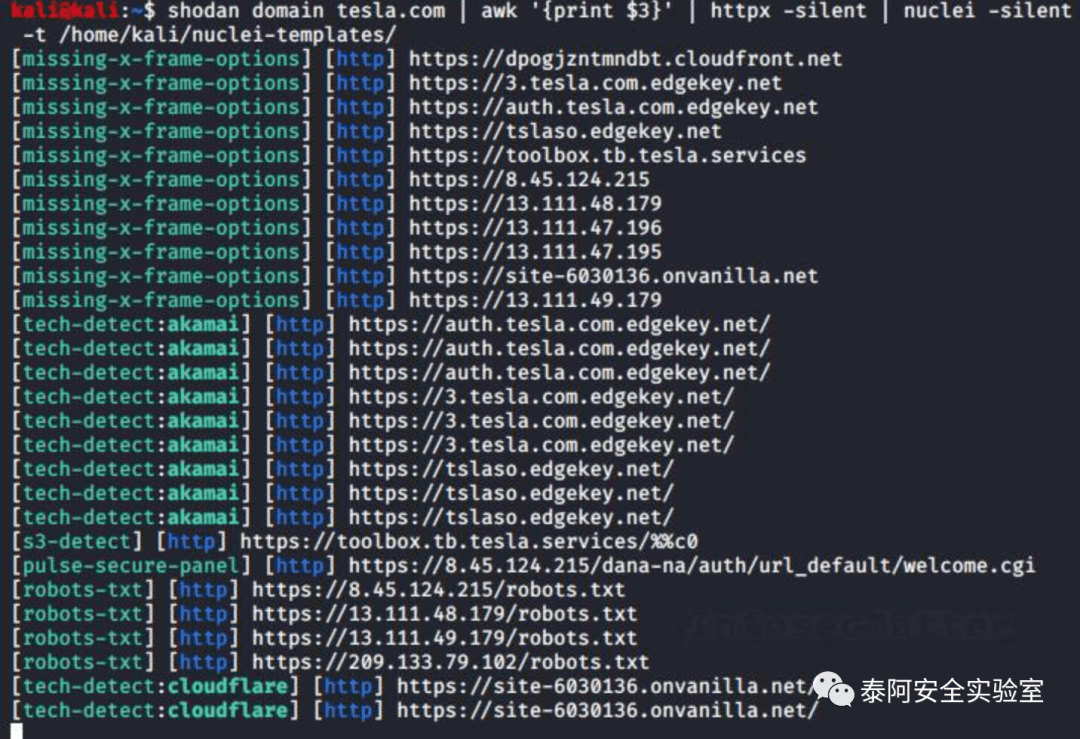 kali@kali:~$ shodan domain tesla.com | awk '{print $3}' | httpx -silent | nuclei -silent
-t /home/kali/nuclei-templates/
[missing-x-frame-options] [http] https://dpogjzntmndbt.cloudfront.net
[missing-x-frame-options] [http] https://3.tesla.com.edgekey.net
[missing-x-frame-options] [http] https://auth.tesla.com.edgekey.net
[missing-x-frame-options] [http] https://tslaso.edgekey.net
[missing-x-frame-options] [http] https://toolbox.tb.tesla.services
[missing-x-frame-options] [http] https://8.45.124.215
[missing-x-frame-options] [http] https://13.111.48.179
[missing-x-frame-options] [http] https://13.111.47.196
[missing-x-frame-options] [http] https://13.111.47.195
[missing-x-frame-options] [http] https://site-6030136.onvanilla.net
[missing-x-frame-options] [http] https://13.111.49.179
[tech-detect:akamai] [http] https://auth.tesla.com.edgekey.net/
[tech-detect:akamai] [http] https://auth.tesla.com.edgekey.net/
[tech-detect:akamai] [http] https://auth.tesla.com.edgekey.net/
[tech-detect:akamai] [http] https://3.tesla.com.edgekey.net/
[tech-detect:akamai] [http] https://3.tesla.com.edgekey.net/
[tech-detect:akamai] [http] https://3.tesla.com.edgekey.net/
[tech-detect:akamai] [http] https://tslaso.edgekey.net/
[tech-detect:akamai] [http] https://tslaso.edgekey.net/
[tech-detect:akamai] [http] https://tslaso.edgekey.net/
[s3-detect] [http] https://toolbox.tb.tesla.services/%%c0
[pulse-secure-panel] [http] https://8.45.124.215/dana-na/auth/url_default/welcome.cgi
[robots-txt] [http] https://8.45.124.215/robots.txt
[robots-txt] [http] https://13.111.48.179/robots.txt
[robots-txt] [http] https://13.111.49.179/robots.txt
[robots-txt] [http] https://209.133.79.102/robots.txt
[tech-detect:cloudflare] [http] https://site-6030136.onvanilla.net/
[tech-detect:cloudflare] [http] https://site-6030136.onvanilla.net/
泰阿安全实验室